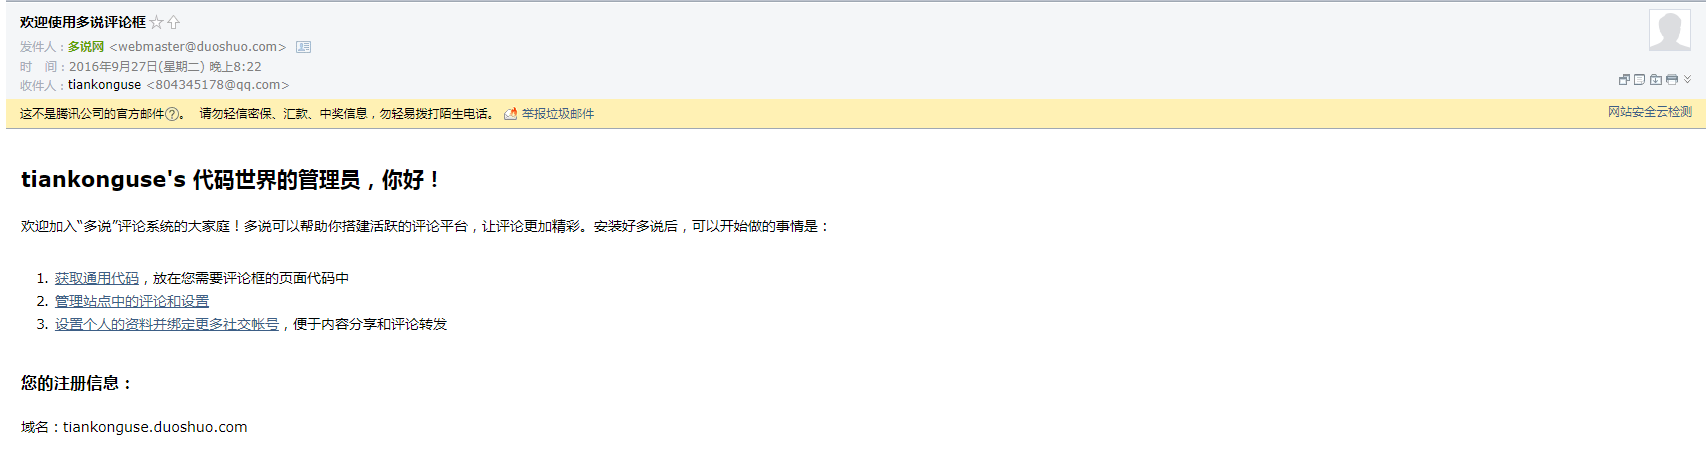 欢迎使用多说评论框
发件人：多说网 <webmaster@duoshuo.com>
时 间：2016年9月27日(星期二) 晚上8:22
收件人：tiankonguse <804345178@qq.com>
这不是腾讯公司的官方邮件?。 请勿轻信密保、汇款、中奖信息，勿轻易拨打陌生电话。 举报垃圾邮件 网站安全云检测
tiankonguse's 代码世界的管理员，你好！
欢迎加入“多说”评论系统的大家庭！多说可以帮助你搭建活跃的评论平台，让评论更加精彩。安装好多说后，可以开始做的事情是：
1. 获取通用代码，放在您需要评论框的页面代码中
2. 管理站点中的评论和设置
3. 设置个人的资料并绑定更多社交帐号，便于内容分享和评论转发
您的注册信息：
域名：tiankonguse.duoshuo.com